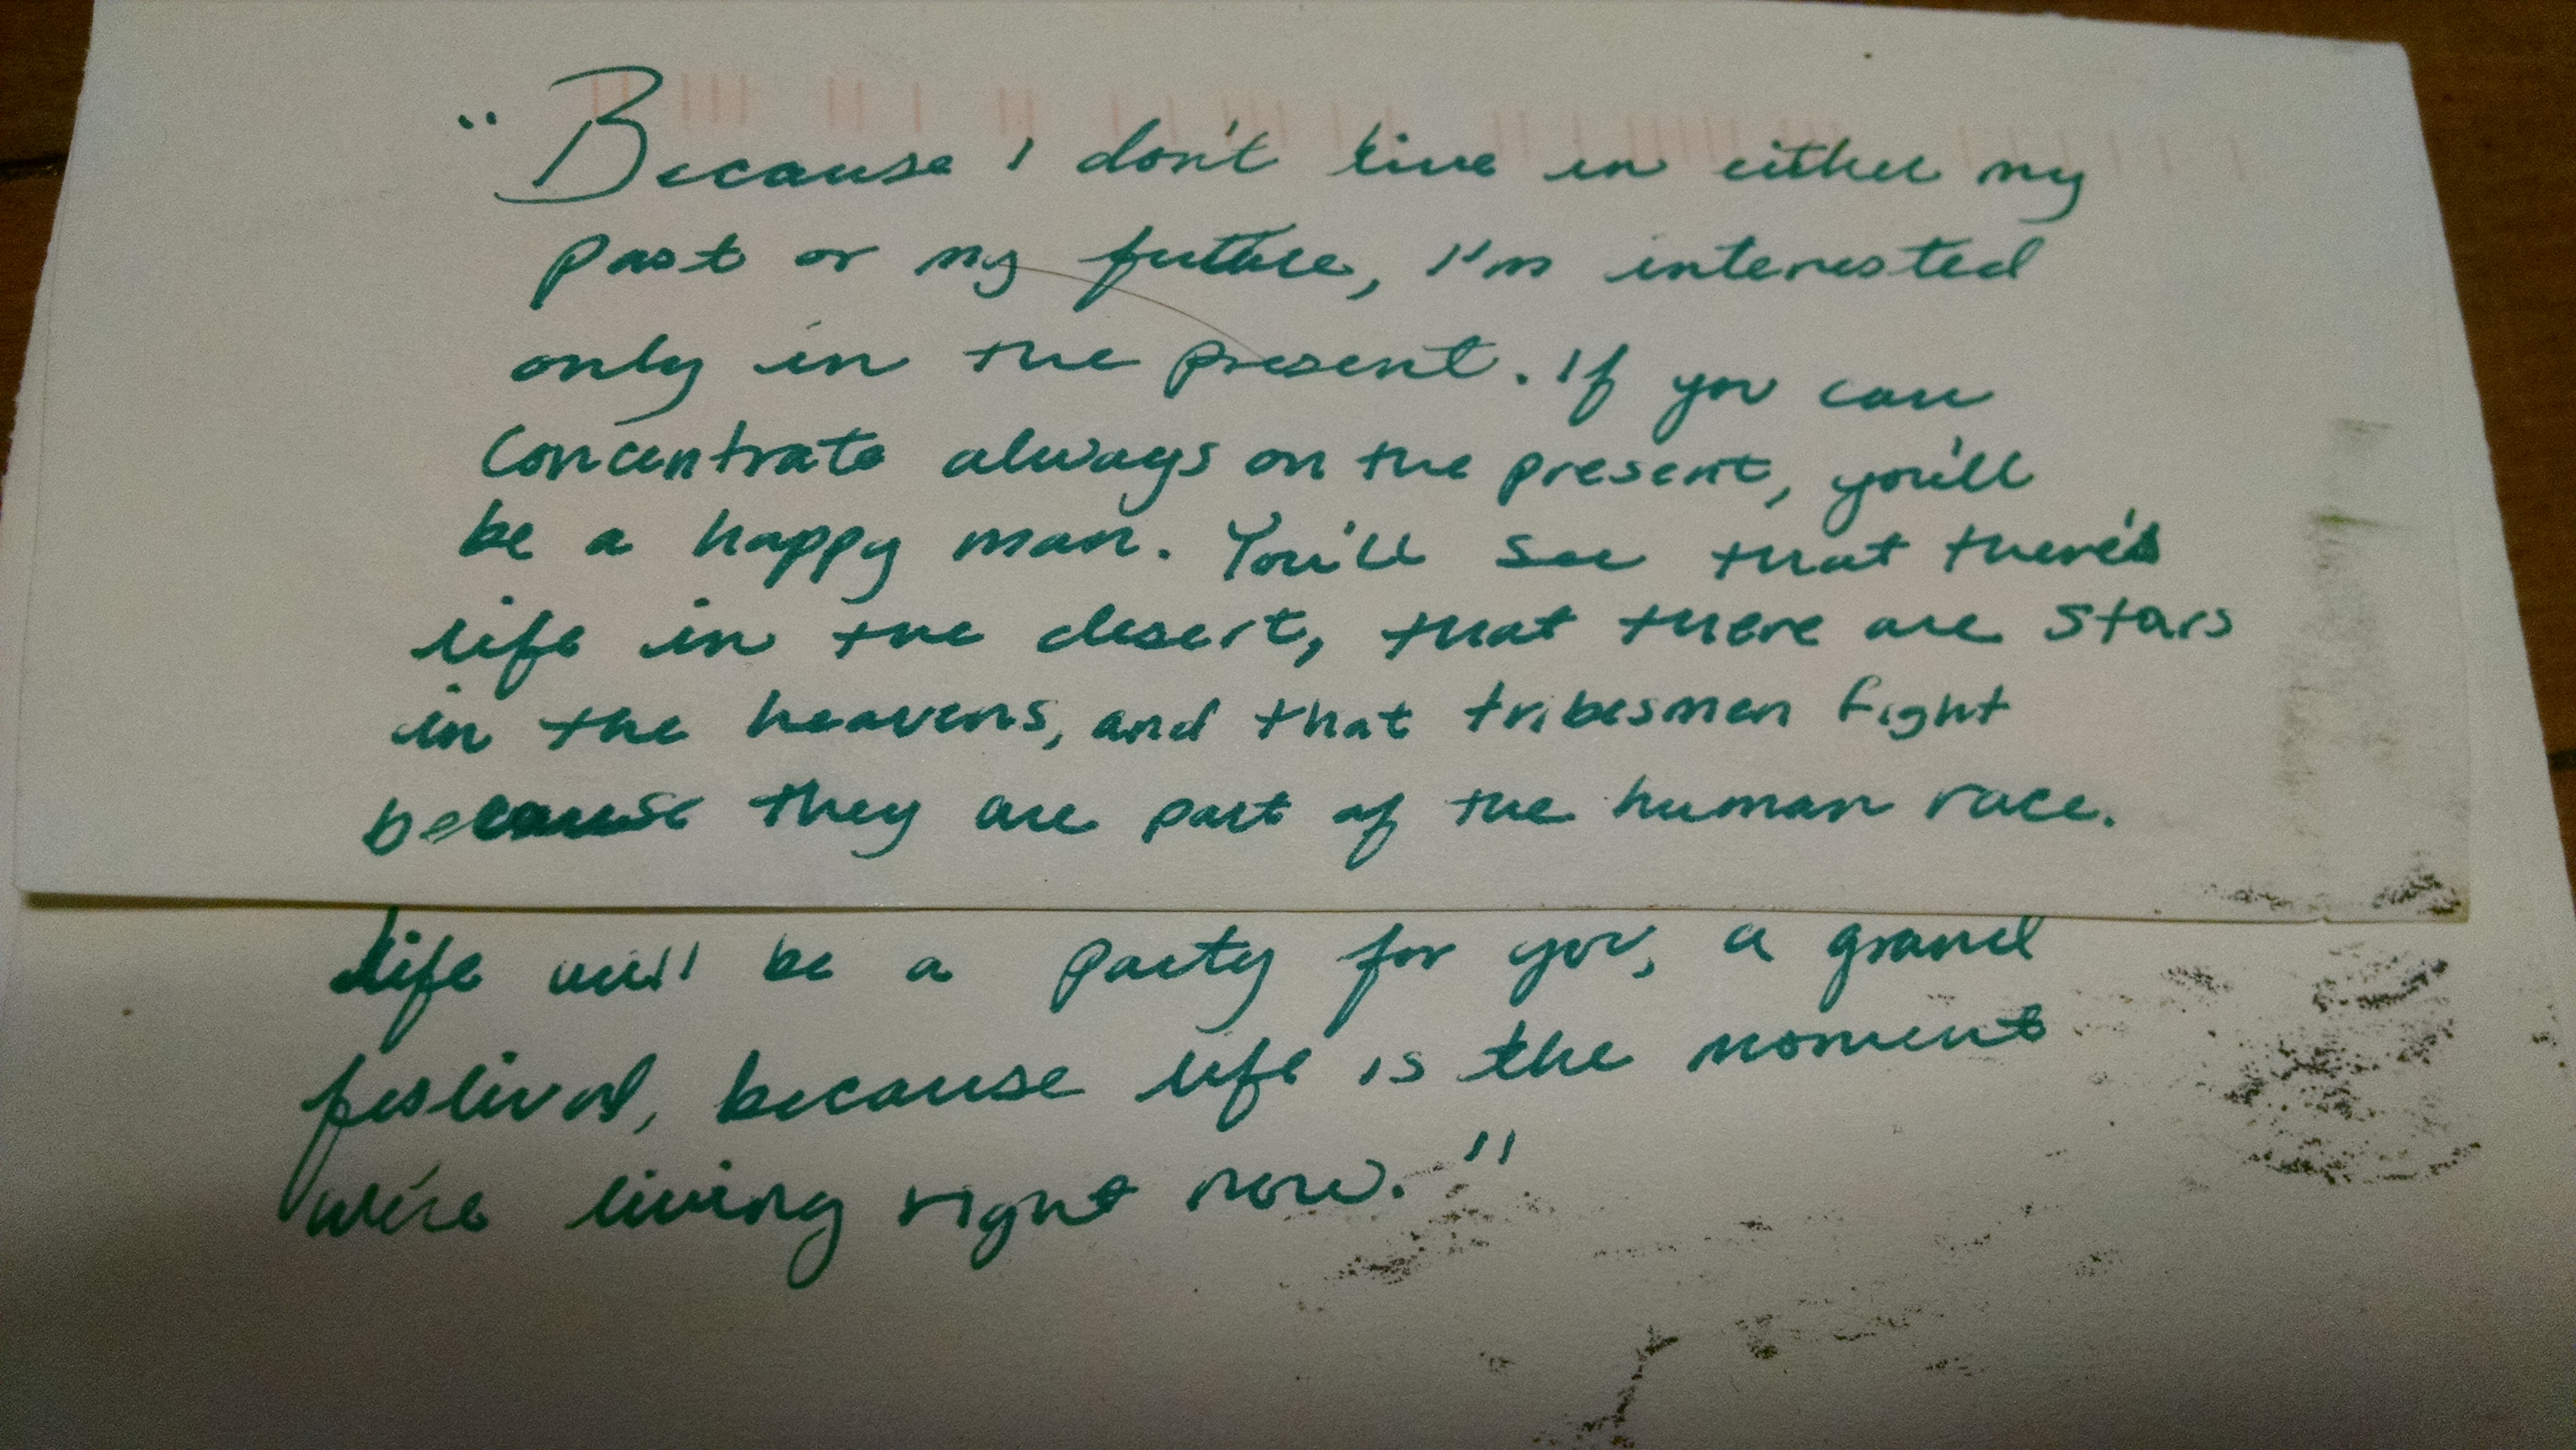 "Because I don't live in either my
past or my future, I'm interested
only in the present. If you can
concentrate always on the present, you'll
be a happy man. You'll see that there's
life in the desert, that there are stars
in the heavens, and that tribesmen fight
because they are part of the human race.
Life will be a party for you, a grand
festival, because life is the moment
we're living right now."